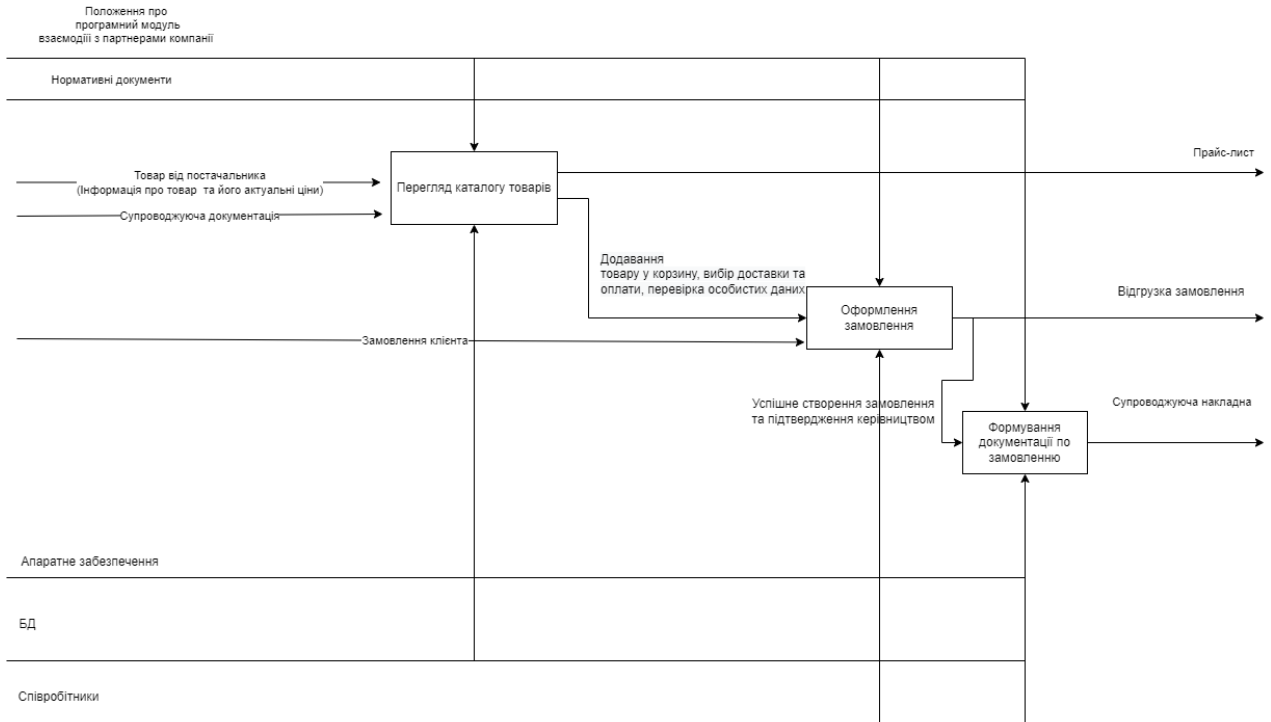 Положення про
програмний модуль
взаємодіїі з партнерами компанії
Нормативні документи
Прайс-лист
Товар від постачальника
(Інформація про товар та його актуальні ціни)
Перегляд каталогу товарів
Супроводжуюча документація
Додавання
товару у корзину, вибір доставки та
оплати, перевірка особистих даних
Відгрузка замовлення
Оформлення
замовлення
Замовлення клієнта
Успішне створення замовлення
та підтвердження керівництвом
Супроводжуюча накладна
Формування
документації по
замовленню
Апаратне забезпечення
БД
Співробітники